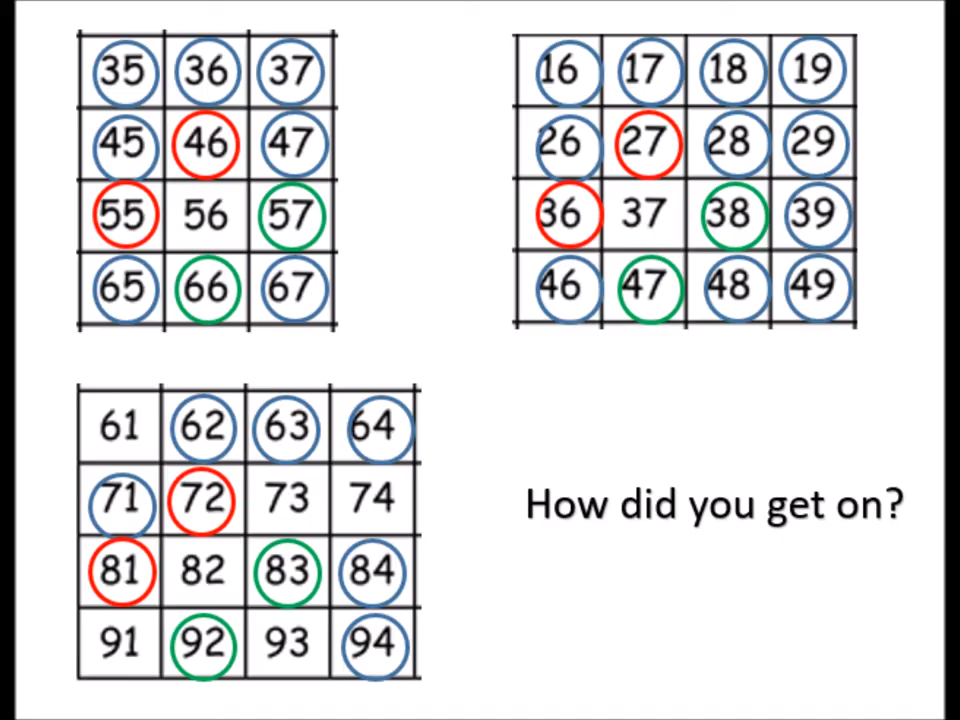 35 36 37
45 46 47
55 56 57
65 66 67
16 17 18 19
26 27 28 29
36 37 38 39
46 47 48 49
61 62 63 64
71 72 73 74
81 82 83 84
91 92 93 94
How did you get on?